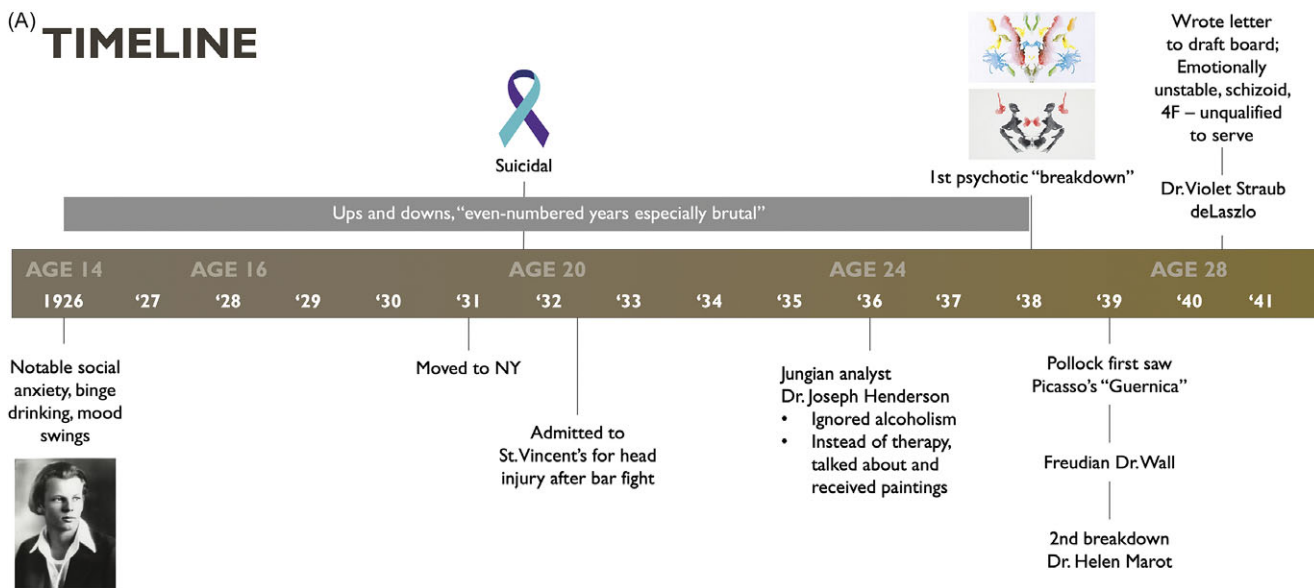 (A)
TIMELINE
Wrote letter
to draft board;
Emotionally
unstable, schizoid,
4F – unqualified
to serve
Suicidal
1st psychotic “breakdown”
Dr. Violet Straub
deLaszlo
Ups and downs, “even-numbered years especially brutal”
AGE 14 AGE 16 AGE 20 AGE 24 AGE 28
1926 ‘27 ‘28 ‘29 ‘30 ‘31 ‘32 ‘33 ‘34 ‘35 ‘36 ‘37 ‘38 ‘39 ‘40 ‘41
Notable social
anxiety, binge
drinking, mood
swings
Moved to NY
Admitted to
St. Vincent’s for head
injury after bar fight
Jungian analyst
Dr. Joseph Henderson
• Ignored alcoholism
• Instead of therapy,
talked about and
received paintings
Pollock first saw
Picasso’s “Guernica”
Freudian Dr. Wall
2nd breakdown
Dr. Helen Marot